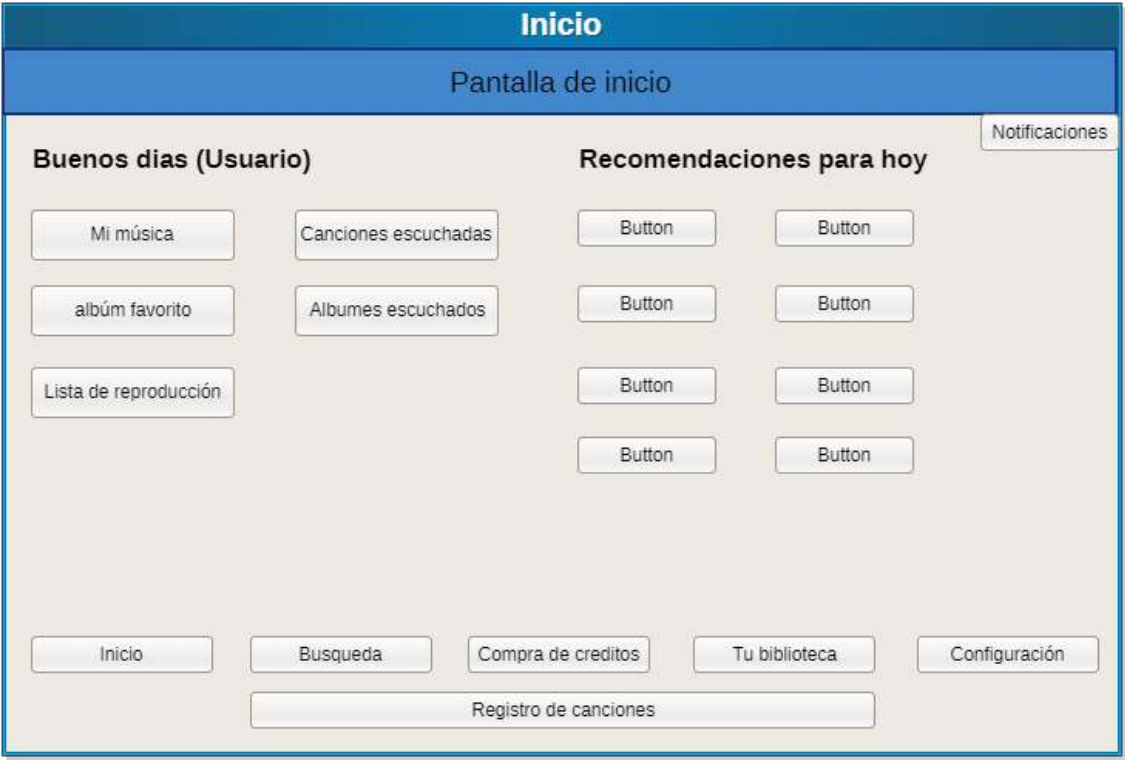 Inicio
Pantalla de inicio
Notificaciones
Buenos dias (Usuario)
Mi música
Canciones escuchadas
albúm favorito
Albumes escuchados
Lista de reproducción
Recomendaciones para hoy
Button
Button
Button
Button
Button
Button
Button
Button
Inicio
Busqueda
Compra de creditos
Tu biblioteca
Configuración
Registro de canciones